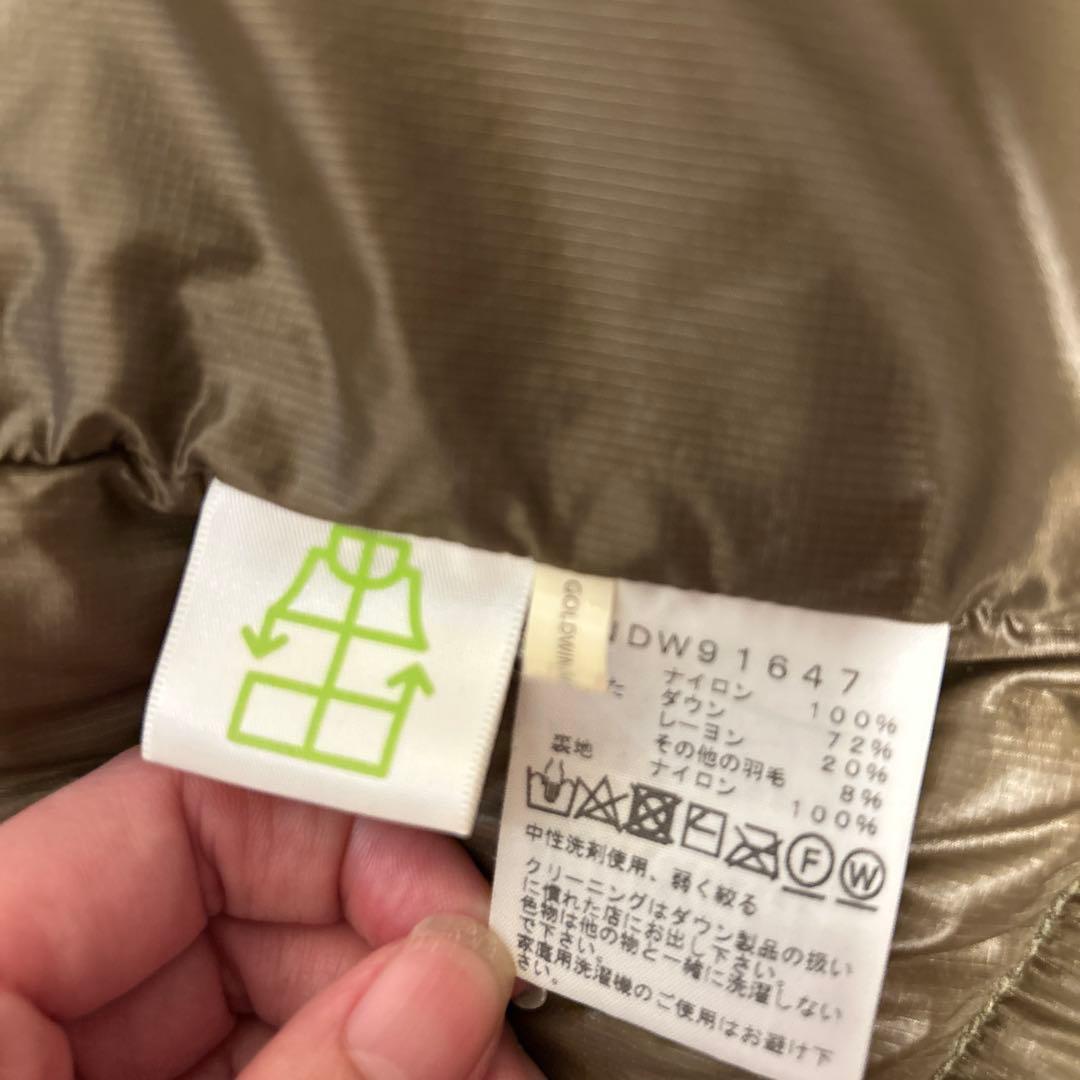 GOLDWIN
NDW91647
た
ナイロン 100%
ダウン 72%
レーヨン 20%
その他の羽毛 8%
裏地 ナイロン 100%
F W
中性洗剤使用、弱く絞る
クリーニングはダウン製品の扱い
に慣れた店にお出し下さい。
色物は他の物と一緒に洗濯しない
で下さい。
家庭用洗濯機のご使用はお避け下
さい。